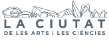 LA CIUTAT
DE LES ARTS I LES CIÈNCIES